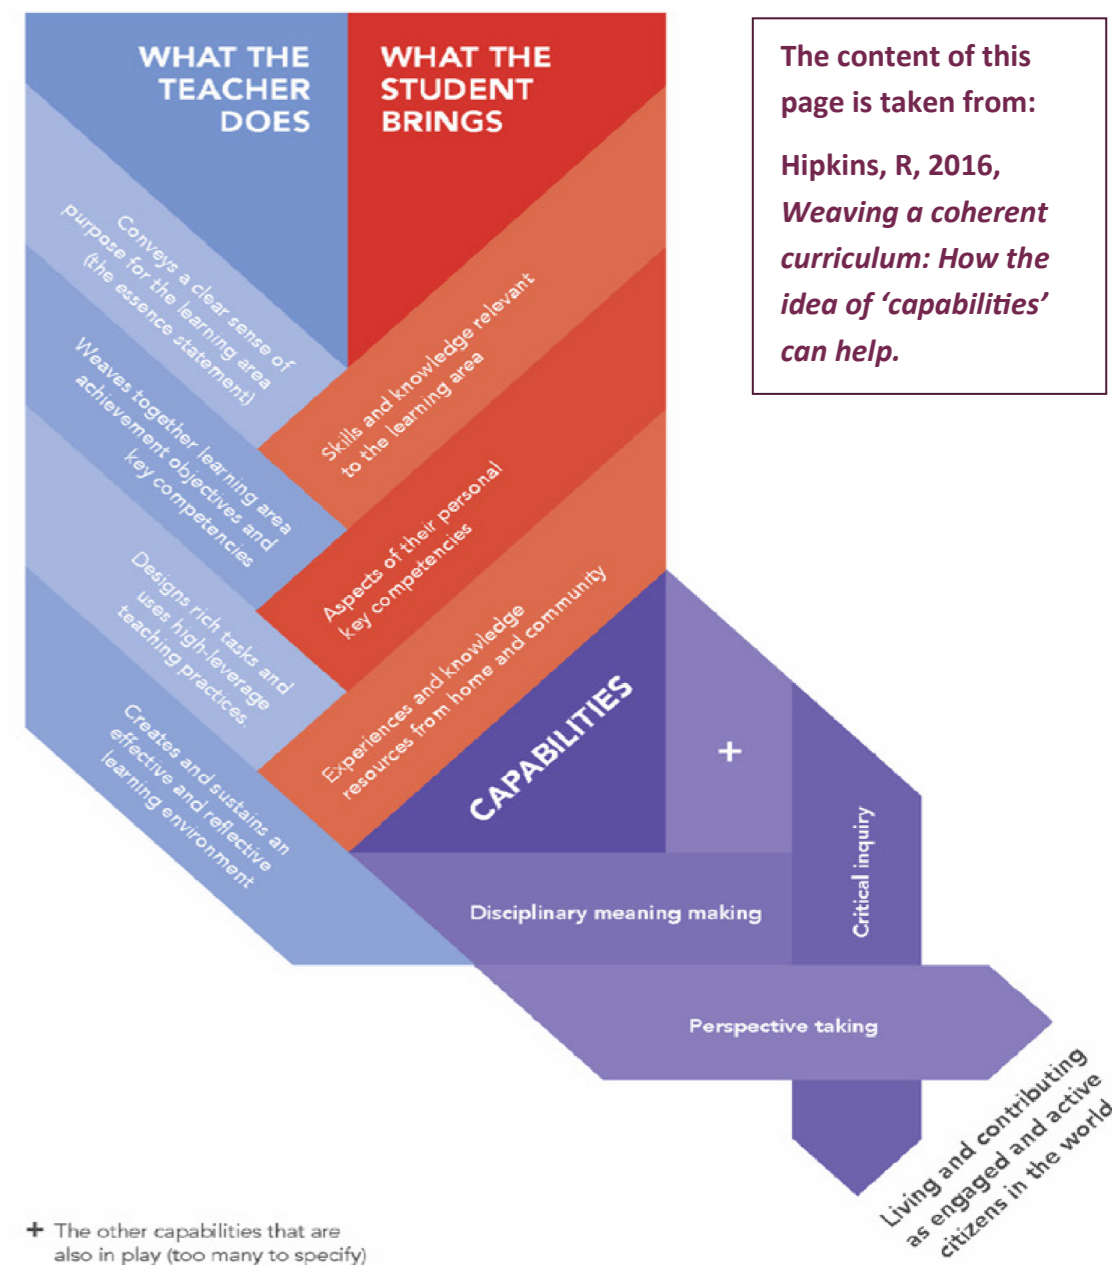 WHAT THE
TEACHER
DOES
WHAT THE
STUDENT
BRINGS
The content of this
page is taken from:
Hipkins, R, 2016,
Weaving a coherent
curriculum: How the
idea of ‘capabilities’
can help.
Conveys a clear sense of
purpose for the learning area
(the essence statement)
Weaves together learning area
achievement objectives and
key competencies
Designs rich tasks and
uses high-leverage
teaching practices.
Creates and sustains an
effective and reflective
learning environment
Skills and knowledge relevant
to the learning area
Aspects of their personal
key competencies
Experiences and knowledge
resources from home and community
CAPABILITIES
+
Critical inquiry
Disciplinary meaning making
Perspective taking
Living and contributing
as engaged and active
citizens in the world
+ The other capabilities that are
also in play (too many to specify)